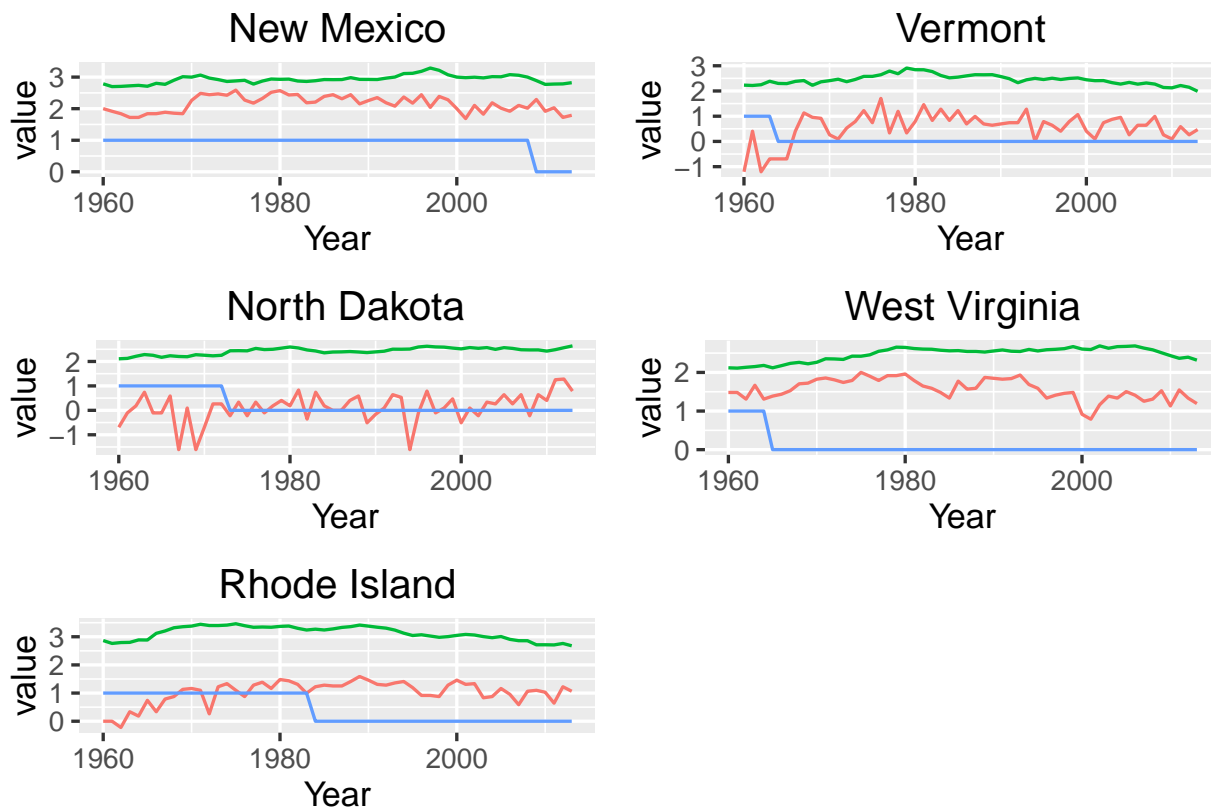 New Mexico
value
3
2
1
0
1960 1980 2000
Year
Vermont
value
3
2
1
0
−1
1960 1980 2000
Year
North Dakota
value
2
1
0
−1
1960 1980 2000
Year
West Virginia
value
2
1
0
1960 1980 2000
Year
Rhode Island
value
3
2
1
0
1960 1980 2000
Year